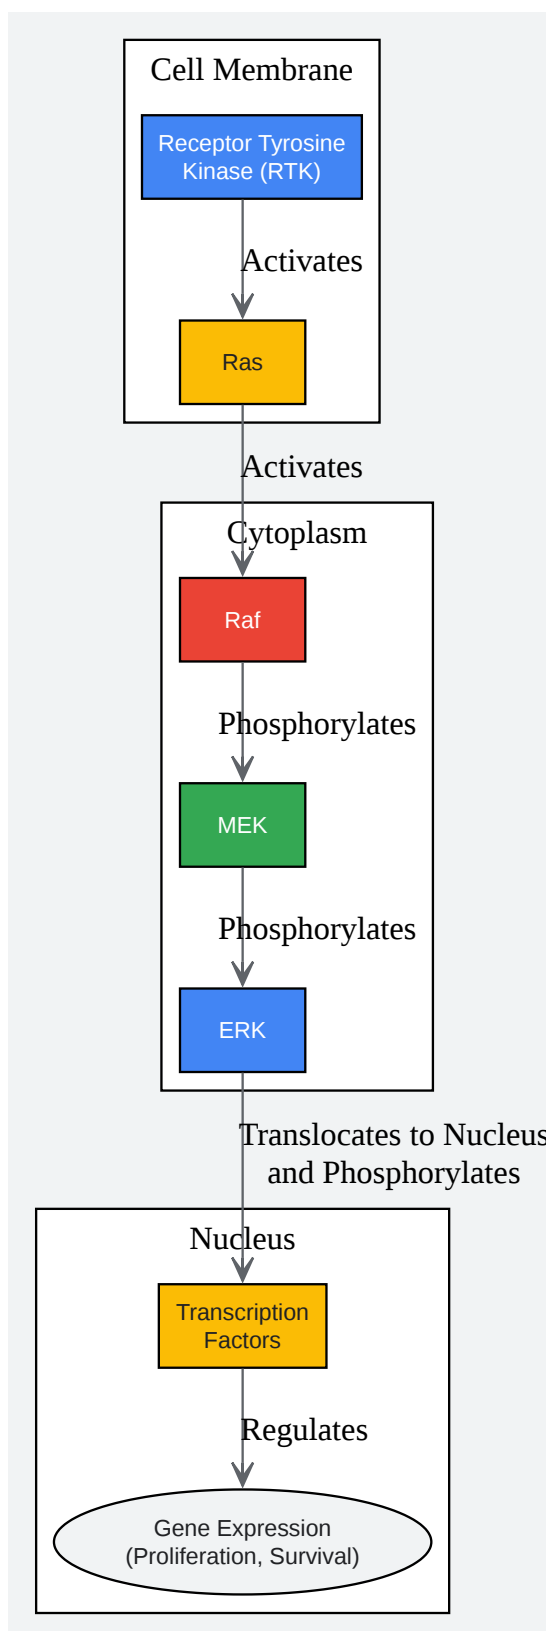 Cell Membrane
Receptor Tyrosine
Kinase (RTK)
Activates
Ras
Activates
Cytoplasm
Raf
Phosphorylates
MEK
Phosphorylates
ERK
Translocates to Nucleus
and Phosphorylates
Nucleus
Transcription
Factors
Regulates
Gene Expression
(Proliferation, Survival)